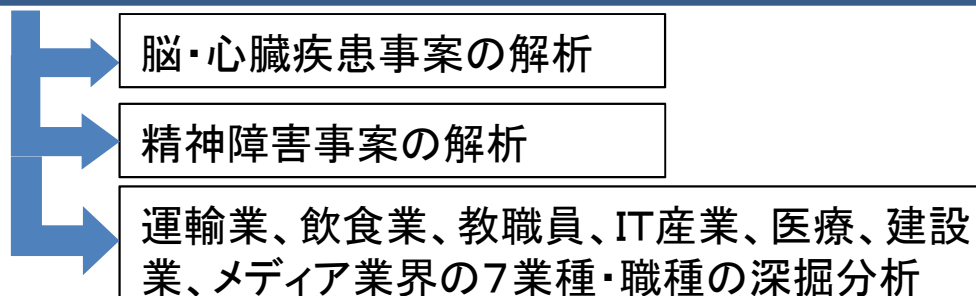 脳・心臓疾患事案の解析
精神障害事案の解析
運輸業、飲食業、教職員、IT産業、医療、建設
業、メディア業界の7業種・職種の深掘分析